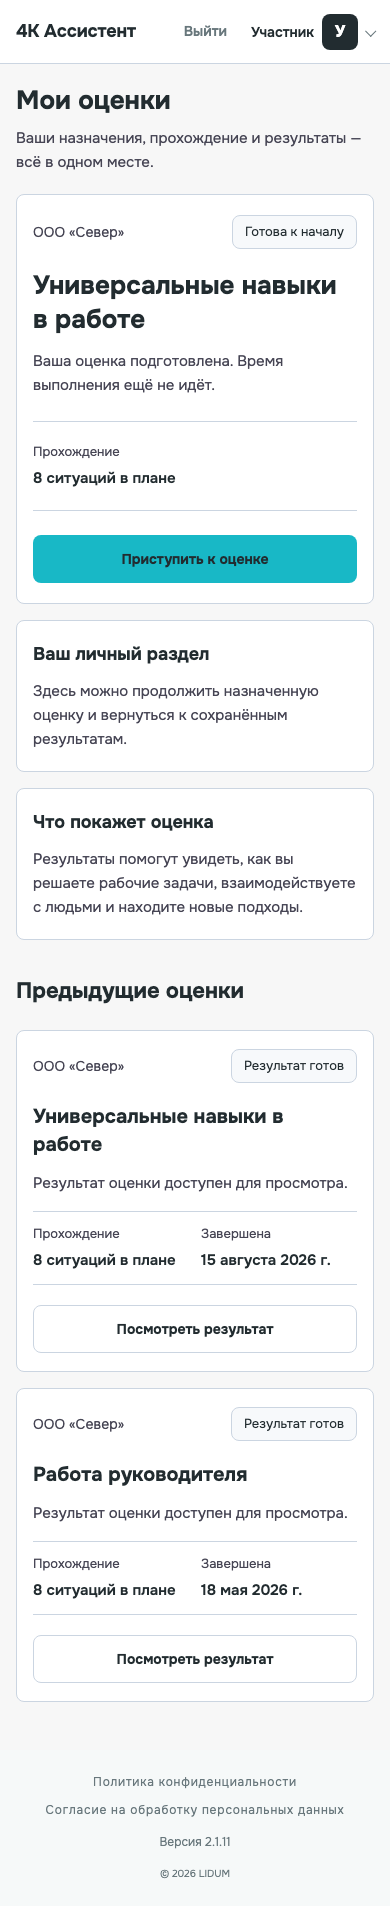 4K Ассистент
Выйти
Участник
У
Мои оценки
Ваши назначения, прохождение и результаты —
всё в одном месте.
ООО «Север»
Готова к началу
Универсальные навыки
в работе
Ваша оценка подготовлена. Время
выполнения ещё не идёт.
Прохождение
8 ситуаций в плане
Приступить к оценке
Ваш личный раздел
Здесь можно продолжить назначенную
оценку и вернуться к сохранённым
результатам.
Что покажет оценка
Результаты помогут увидеть, как вы
решаете рабочие задачи, взаимодействуете
с людьми и находите новые подходы.
Предыдущие оценки
ООО «Север»
Результат готов
Универсальные навыки в
работе
Результат оценки доступен для просмотра.
Прохождение
Завершена
8 ситуаций в плане
15 августа 2026 г.
Посмотреть результат
ООО «Север»
Результат готов
Работа руководителя
Результат оценки доступен для просмотра.
Прохождение
Завершена
8 ситуаций в плане
18 мая 2026 г.
Посмотреть результат
Политика конфиденциальности
Согласие на обработку персональных данных
Версия 2.1.11
© 2026 LIDUM